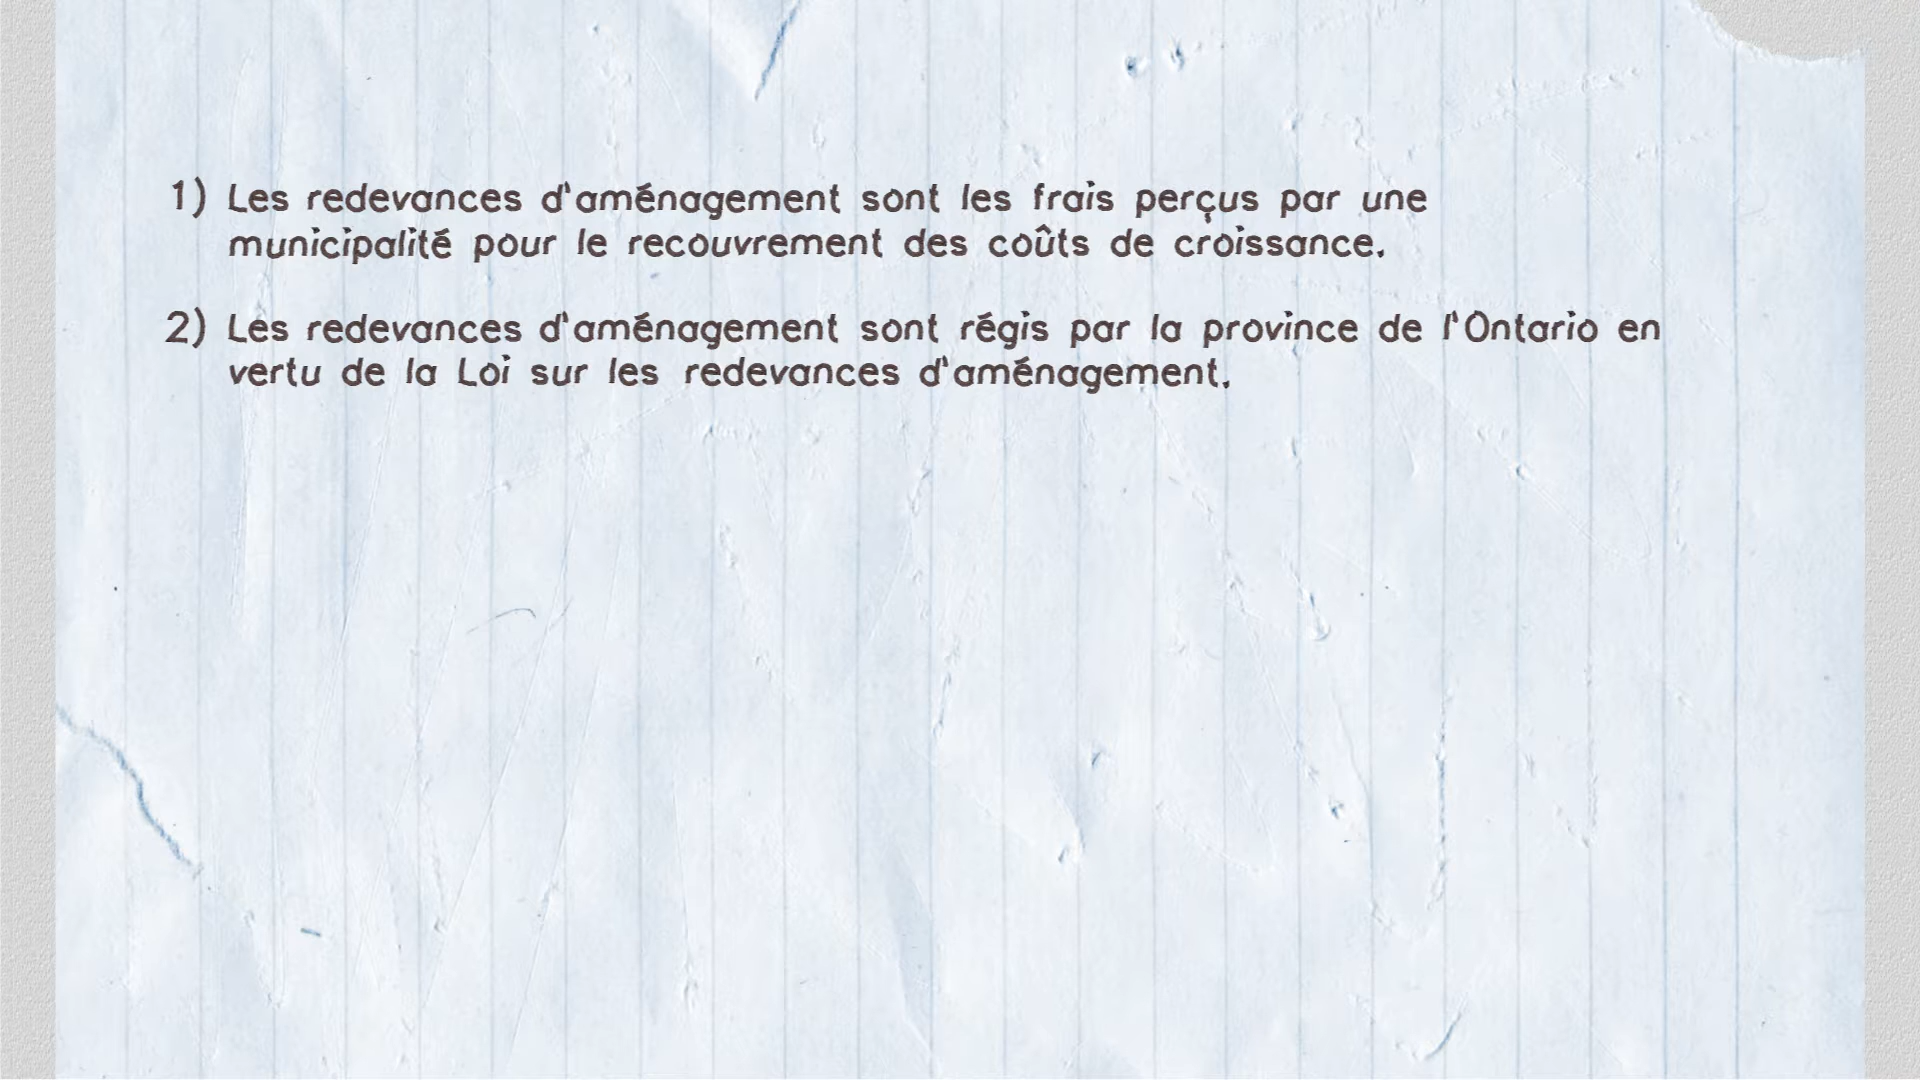 1) Les redevances d'aménagement sont les frais perçus par une
municipalité pour le recouvrement des coûts de croissance.
2) Les redevances d'aménagement sont régis par la province de l'Ontario en
vertu de la Loi sur les redevances d'aménagement.